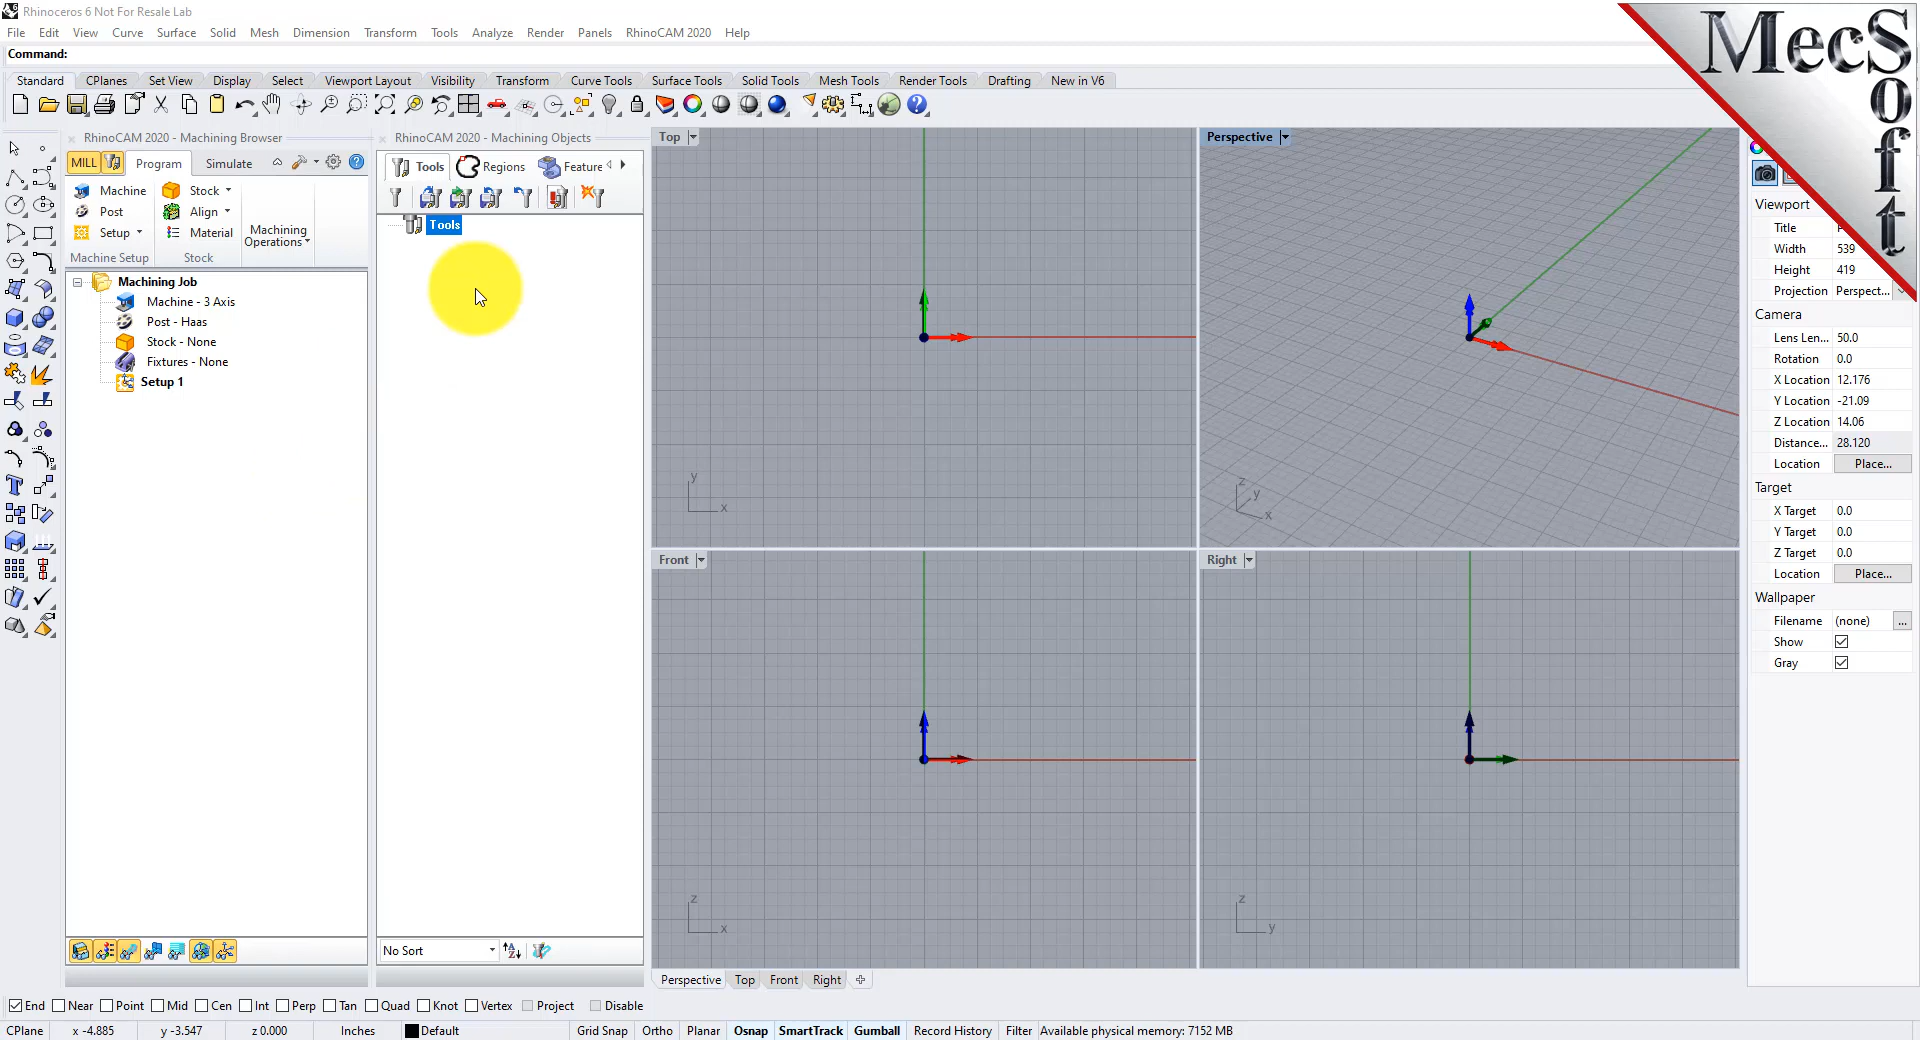 Rhinoceros 6 Not For Resale Lab
File Edit View Curve Surface Solid Mesh Dimension Transform Tools Analyze Render Panels RhinoCAM 2020 Help
Command:
Standard CPlanes Set View Display Select Viewport Layout Visibility Transform Curve Tools Surface Tools Solid Tools Mesh Tools Render Tools Drafting New in V6
MecSoft
RhinoCAM 2020 - Machining Browser
MILL Program Simulate
Machine Stock
Post Align
Setup Material
Machining
Operations
Machine Setup Stock
Machining Job
Machine - 3 Axis
Post - Haas
Stock - None
Fixtures - None
Setup 1
RhinoCAM 2020 - Machining Objects
Tools Regions Feature
Tools
No Sort
Top
y
x
Perspective
z
y
x
Front
z
x
Right
z
y
Perspective Top Front Right
Viewport
Title P
Width 539
Height 419
Projection Perspect...
Camera
Lens Len... 50.0
Rotation 0.0
X Location 12.176
Y Location -21.09
Z Location 14.06
Distance... 28.120
Location Place...
Target
X Target 0.0
Y Target 0.0
Z Target 0.0
Location Place...
Wallpaper
Filename (none) ...
Show
Gray
End Near Point Mid Cen Int Perp Tan Quad Knot Vertex Project Disable
CPlane x -4.885 y -3.547 z 0.000 Inches Default Grid Snap Ortho Planar Osnap SmartTrack Gumball Record History Filter Available physical memory: 7152 MB